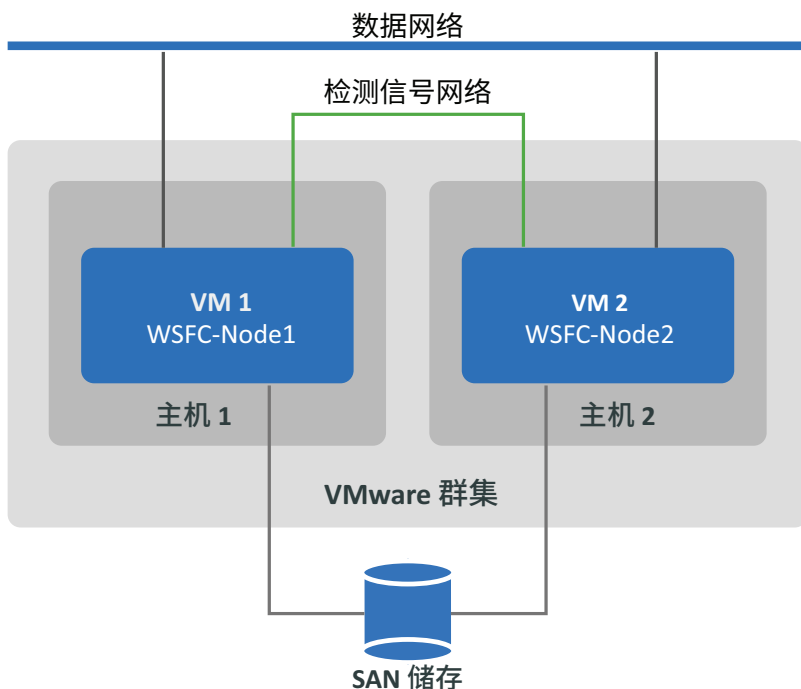 数据网络
检测信号网络
VM 1
WSFC-Node1
VM 2
WSFC-Node2
主机 1
主机 2
VMware 群集
SAN 储存